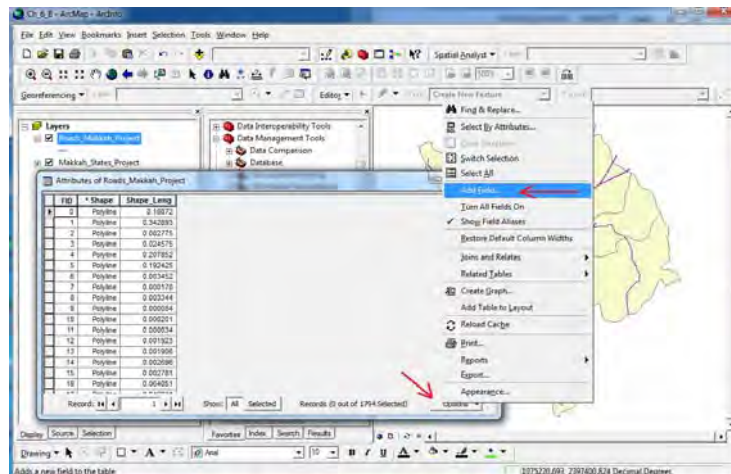 Ch_6_8 - ArcMap - ArcInfo
File Edit View Bookmarks Insert Selection Tools Window Help
Spatial Analyst
Georeferencing
Editor
Create New Feature
Layers
Roads_Makkah_Project
Makkah_States_Project
Data Interoperability Tools
Data Management Tools
Data Comparison
Database
Attributes of Roads_Makkah_Project
FID * Shape Shape_Leng
0 Polyline 0.18872
1 Polyline 0.342893
2 Polyline 0.002775
3 Polyline 0.024575
4 Polyline 0.207852
5 Polyline 0.192425
6 Polyline 0.003452
7 Polyline 0.000178
8 Polyline 0.003244
9 Polyline 0.000084
10 Polyline 0.000201
11 Polyline 0.000834
12 Polyline 0.001923
13 Polyline 0.001906
14 Polyline 0.002696
15 Polyline 0.002781
16 Polyline 0.064051
Record: 1 Show: All Selected Records (0 out of 1794 Selected) Options
Find & Replace...
Select By Attributes...
Clear Selection
Switch Selection
Select All
Add Field...
Turn All Fields On
Show Field Aliases
Restore Default Column Widths
Joins and Relates
Related Tables
Create Graph...
Add Table to Layout
Reload Cache
Print...
Reports
Export...
Appearance...
Display Source Selection
Favorites Index Search Results
Drawing Arial 10 B I U A
Adds a new field to the table
1075220.693 2397400.824 Decimal Degrees